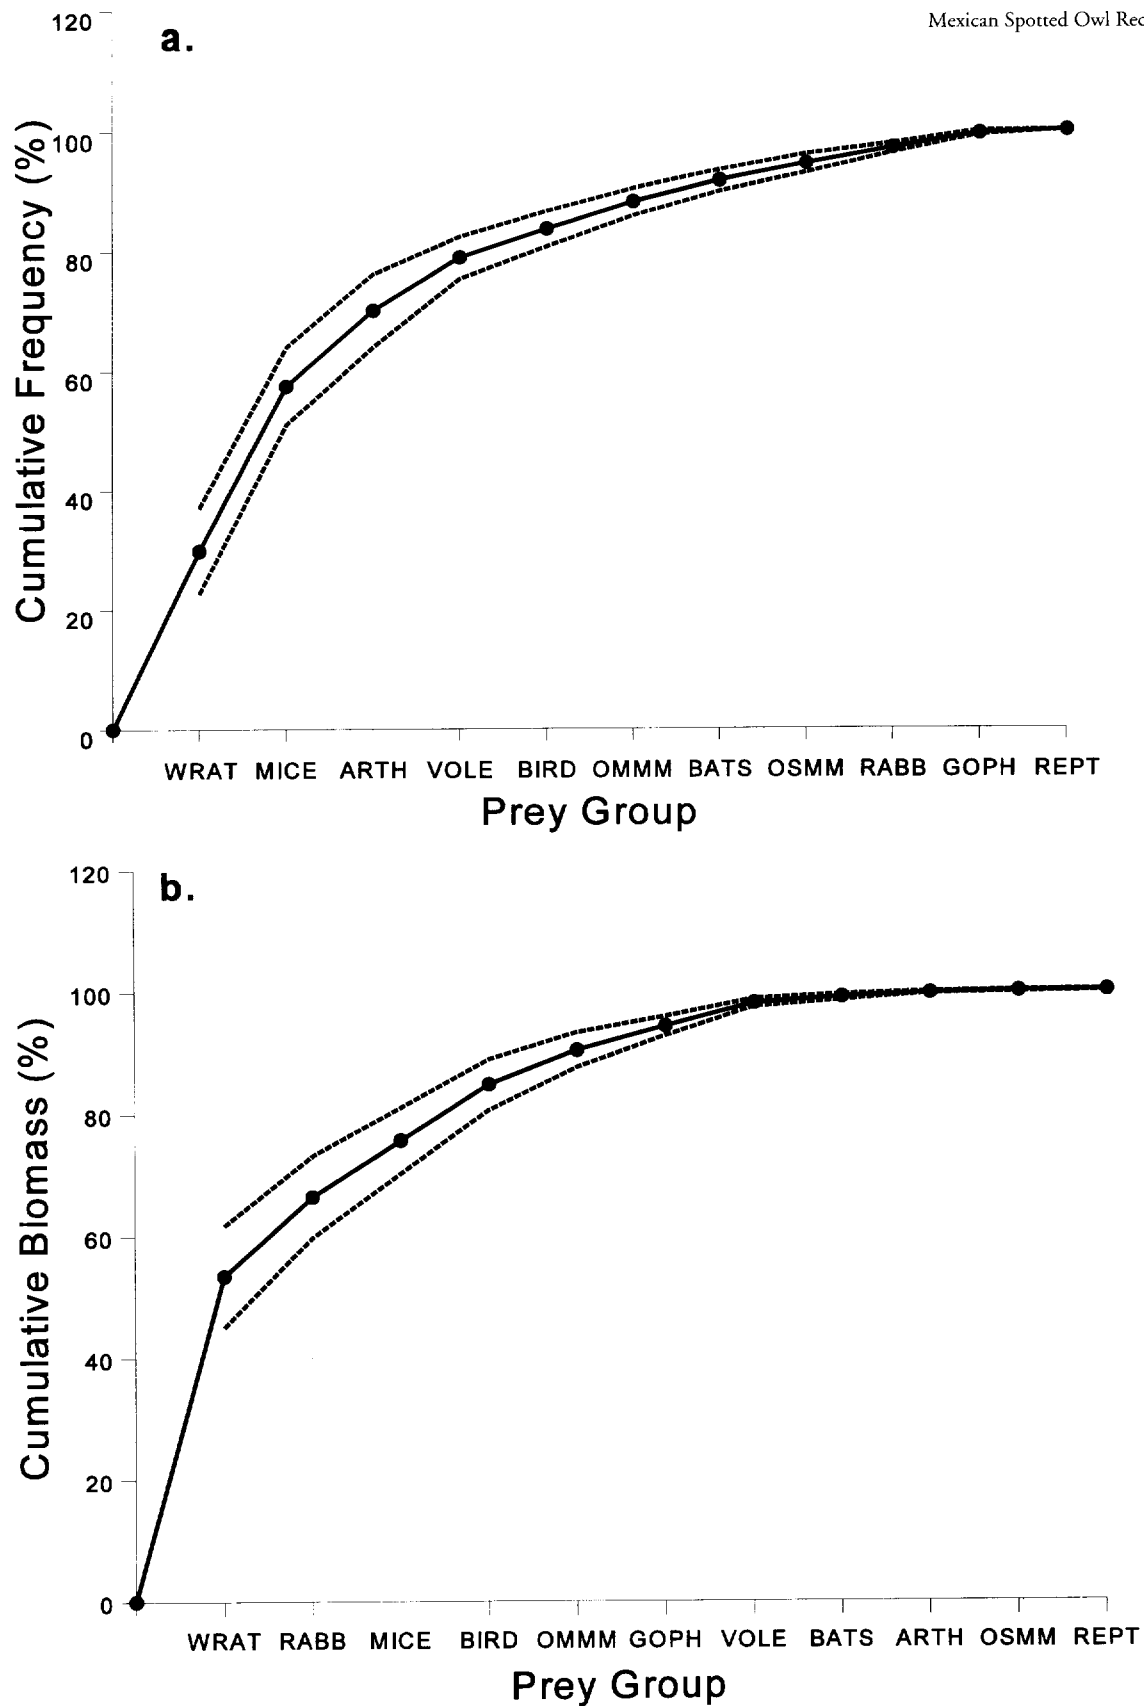 Mexican Spotted Owl Rec
a.
120
100
80
60
40
20
0
Cumulative Frequency (%)
WRAT MICE ARTH VOLE BIRD OMMM BATS OSMM RABB GOPH REPT
Prey Group
b.
120
100
80
60
40
20
0
Cumulative Biomass (%)
WRAT RABB MICE BIRD OMMM GOPH VOLE BATS ARTH OSMM REPT
Prey Group